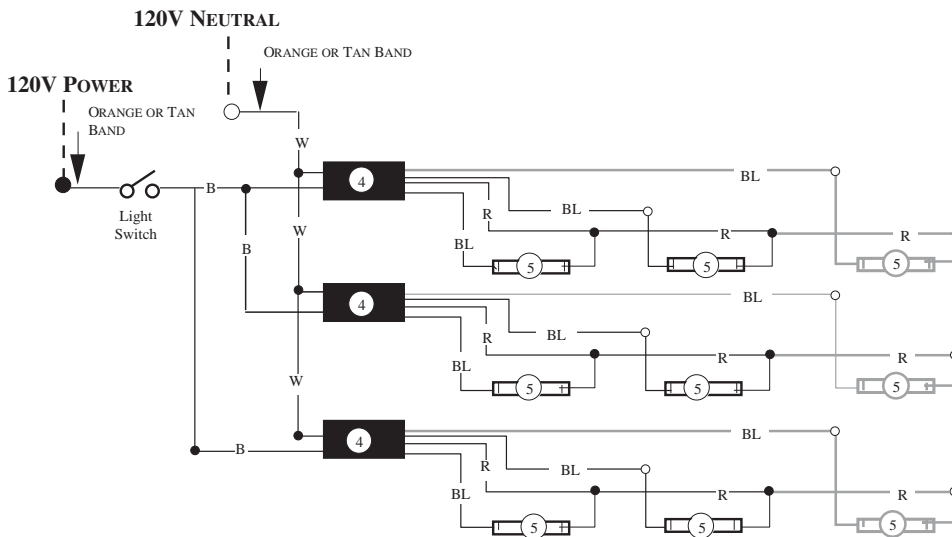 120V NEUTRAL
ORANGE OR TAN BAND
120V POWER
ORANGE OR TAN
BAND
W
4
BL
B
R
BL
R
R
Light
Switch
B
W
BL
5
5
5
4
BL
R
BL
R
R
W
BL
5
5
5
4
BL
B
R
BL
R
R
BL
5
5
5